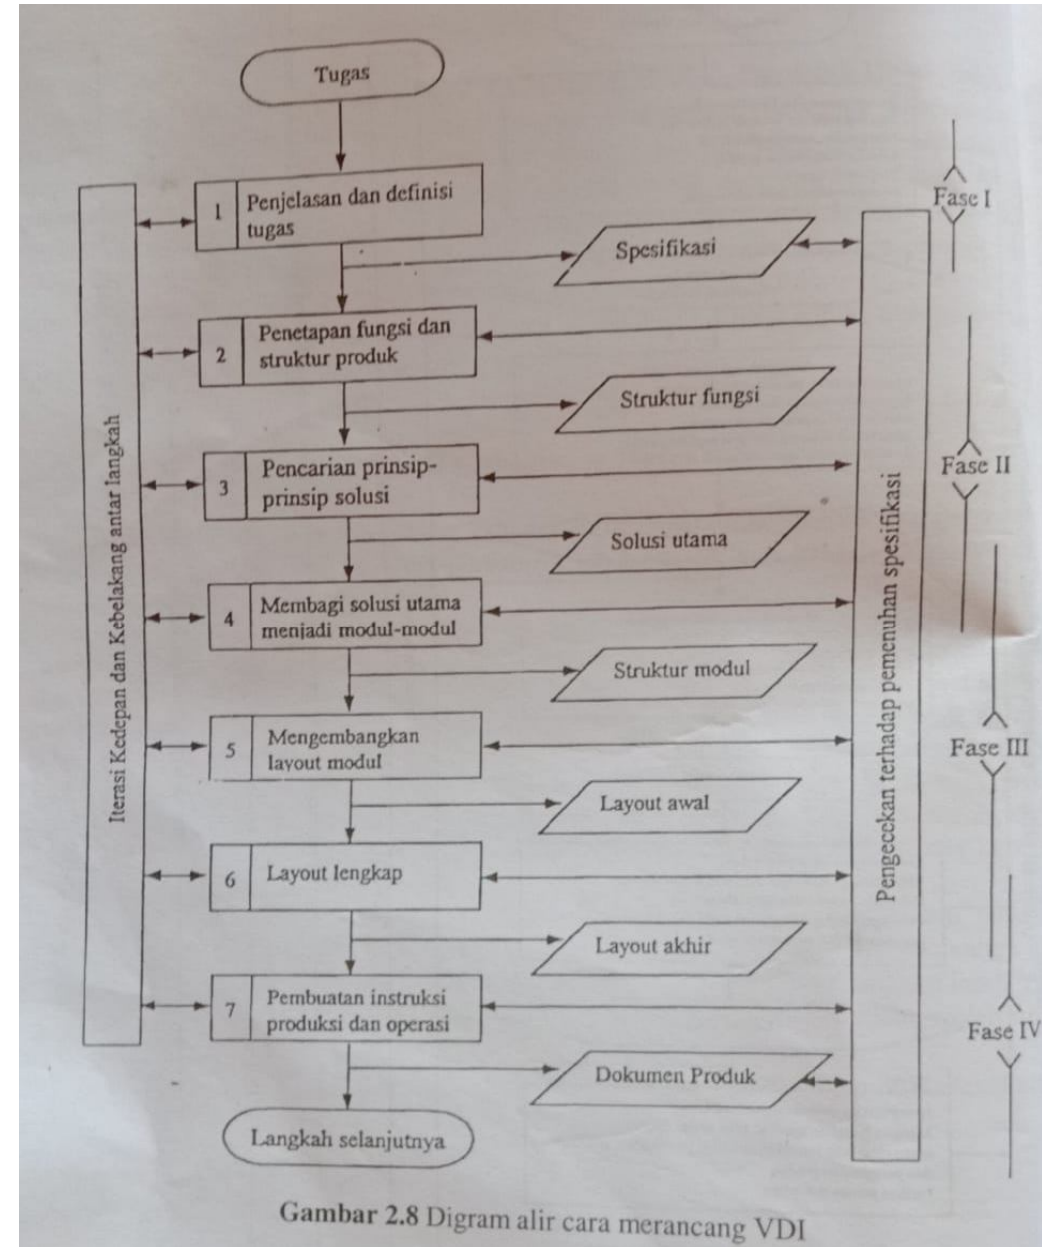 Tugas
1
Penjelasan dan definisi
tugas
Fase I
Spesifikasi
2
Penetapan fungsi dan
struktur produk
Struktur fungsi
3
Pencarian prinsip-
prinsip solusi
Fase II
Solusi utama
4
Membagi solusi utama
menjadi modul-modul
Struktur modul
5
Mengembangkan
layout modul
Fase III
Layout awal
6
Layout lengkap
Layout akhir
7
Pembuatan instruksi
produksi dan operasi
Fase IV
Dokumen Produk
Langkah selanjutnya
Iterasi Kedepan dan Kebelakang antar langkah
Pengecekan terhadap pemenuhan spesifikasi
Gambar 2.8 Digram alir cara merancang VDI